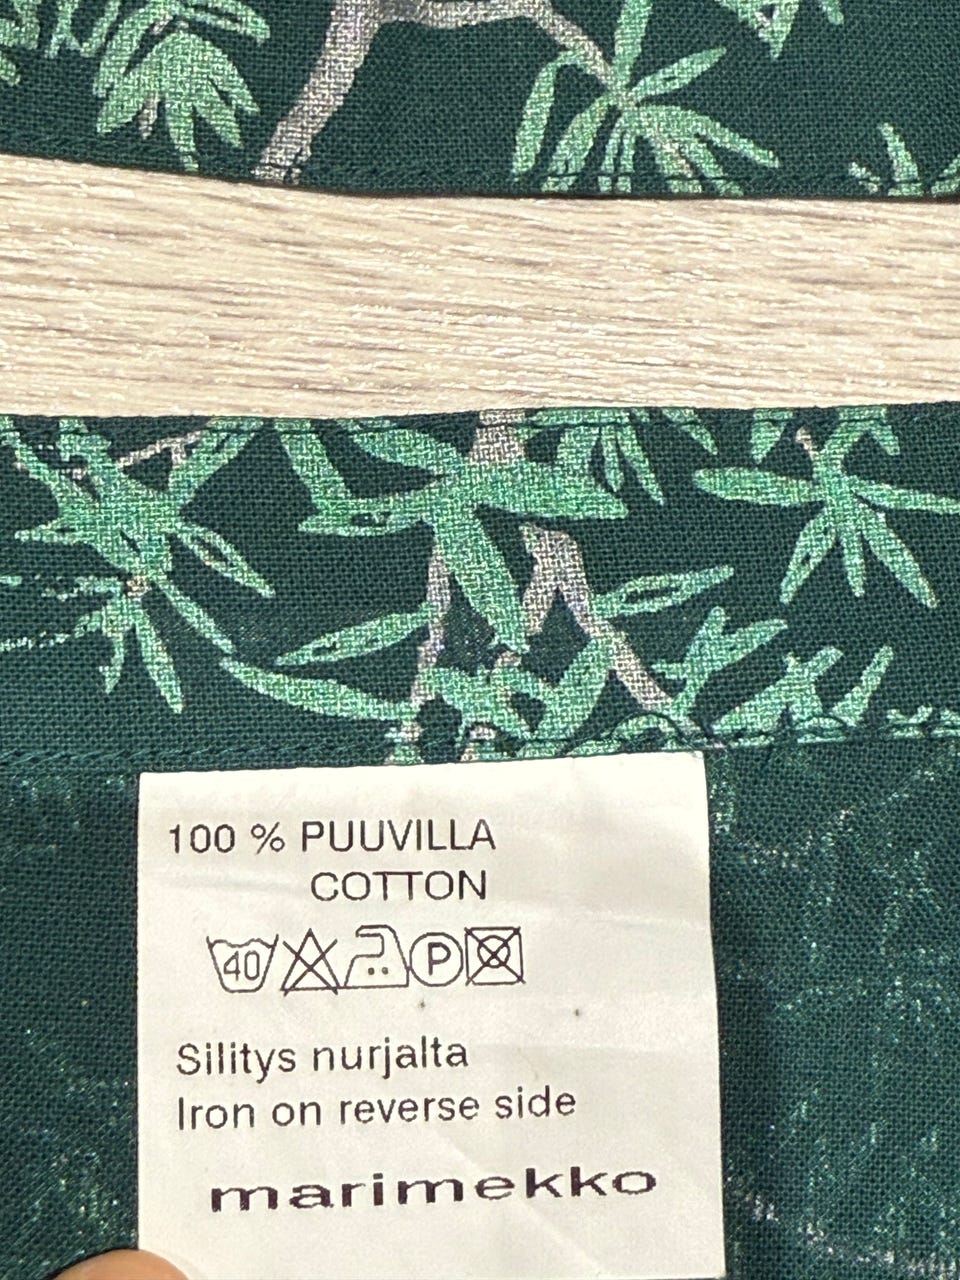 100 % PUUVILLA
COTTON
40 P
Silitys nurjalta
Iron on reverse side
marimekko